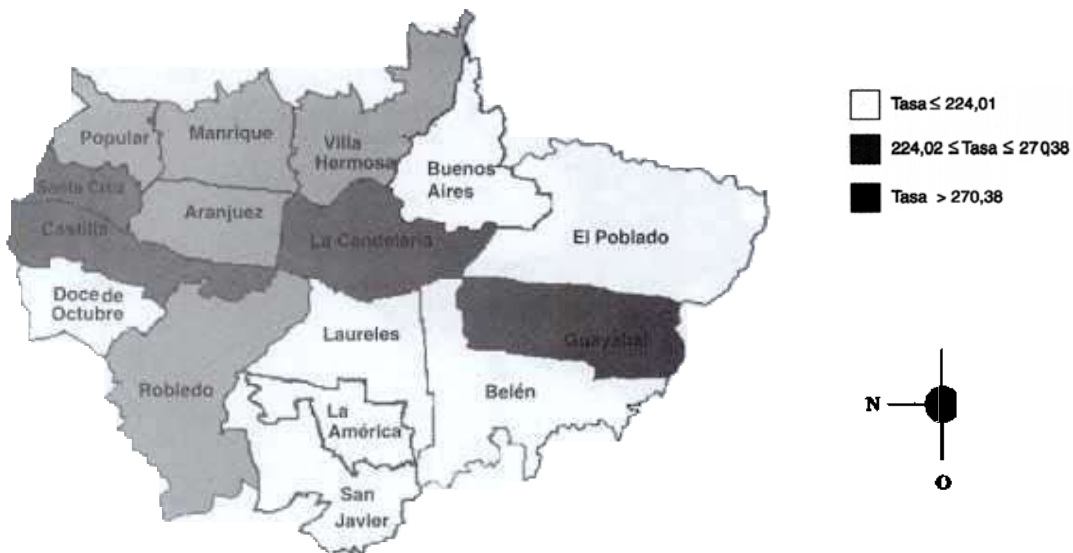 Popular
Manrique
Villa
Hermosa
Buenos
Aires
Santa Cruz
Aranjuez
Castilla
La Candelaria
El Poblado
Doce de
Octubre
Laureles
Guayabal
Robledo
Belén
La
América
San
Javier
Tasa ≤ 224,01
224,02 ≤ Tasa ≤ 270,38
Tasa > 270,38
N
O